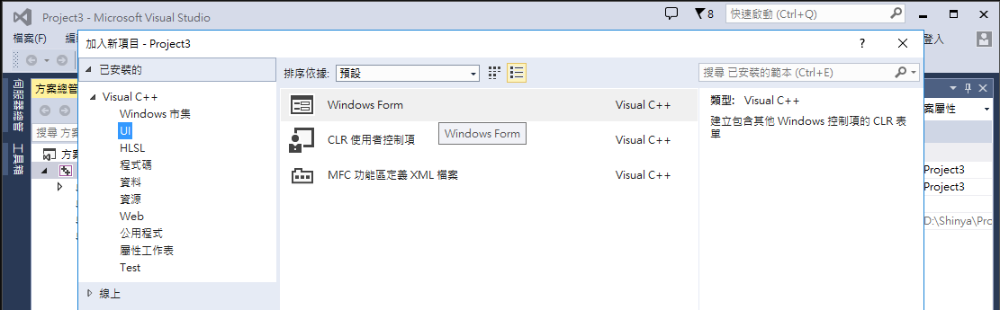 Project3 - Microsoft Visual Studio
8
快速啟動 (Ctrl+Q)
檔案(F)
登入
加入新項目 - Project3
?
已安裝的
排序依據:
預設
搜尋 已安裝的範本 (Ctrl+E)
Visual C++
Windows 市集
UI
HLSL
程式碼
資料
資源
Web
公用程式
屬性工作表
Test
線上
Windows Form
Visual C++
Windows Form
CLR 使用者控制項
Visual C++
MFC 功能區定義 XML 檔案
Visual C++
類型: Visual C++
建立包含其他 Windows 控制項的 CLR 表
單
伺服器總管
工具箱
方案總管
搜尋 方案
方案
案屬性
Project3
Project3
D:\Shinya\Prc